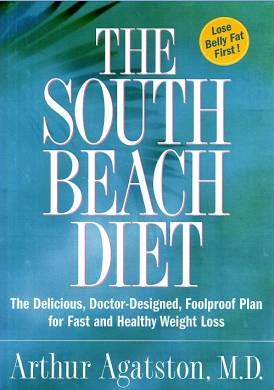 Lose
Belly Fat
First!
THE
SOUTH
BEACH
DIET
The Delicious, Doctor-Designed, Foolproof Plan
for Fast and Healthy Weight Loss
Arthur Agatston, M.D.